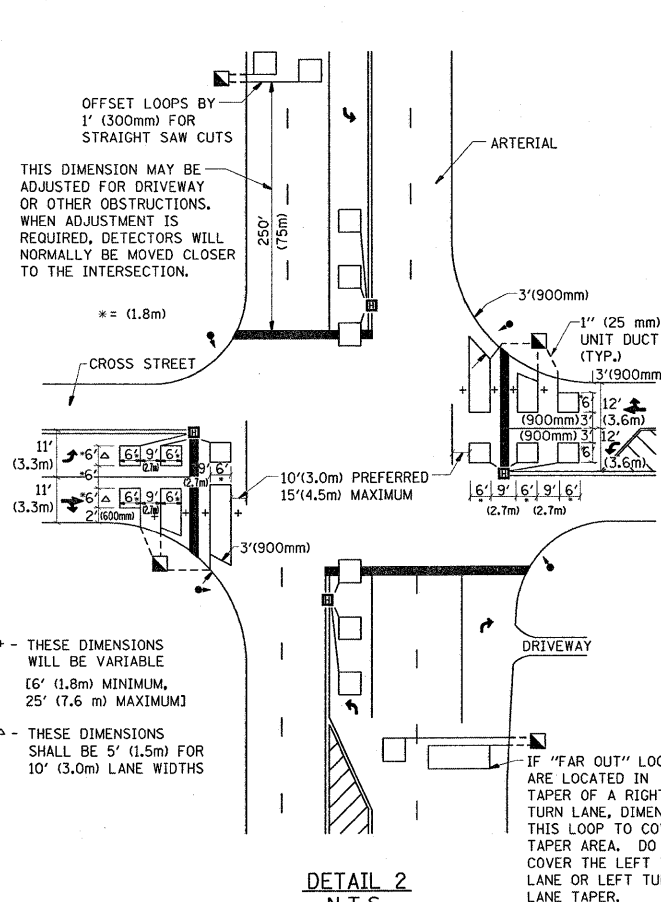 OFFSET LOOPS BY
1' (300mm) FOR
STRAIGHT SAW CUTS
THIS DIMENSION MAY BE
ADJUSTED FOR DRIVEWAY
OR OTHER OBSTRUCTIONS.
WHEN ADJUSTMENT IS
REQUIRED, DETECTORS WILL
NORMALLY BE MOVED CLOSER
TO THE INTERSECTION.
250'
(75m)
ARTERIAL
* = (1.8m)
3'(900mm)
1" (25 mm)
UNIT DUCT
(TYP.)
CROSS STREET
3'(900mm
*6'
12'
(3.6m)
(900mm) 3'
(900mm) 3'
12'
*6'
(3.6m)
H
H
H
H
11'
(3.3m)
*6'
△
6'
*
9'
(2.7m)
6'
*
9'
(2.7m)
6'
*
*6'
11'
(3.3m)
*6'
△
6'
*
9'
(2.7m)
6'
*
2'
(600mm)
+
+
+
+
+
+
+
10'(3.0m) PREFERRED
15'(4.5m) MAXIMUM
6' 9' 6' 9' 6'
* * *
(2.7m) (2.7m)
3'(900mm)
+ - THESE DIMENSIONS
WILL BE VARIABLE
[6' (1.8m) MINIMUM,
25' (7.6 m) MAXIMUM]
△ - THESE DIMENSIONS
SHALL BE 5' (1.5m) FOR
10' (3.0m) LANE WIDTHS
DRIVEWAY
IF "FAR OUT" LOO
ARE LOCATED IN
TAPER OF A RIGHT
TURN LANE, DIMEN
THIS LOOP TO CO
TAPER AREA. DO
COVER THE LEFT
LANE OR LEFT TU
LANE TAPER.
DETAIL 2
N.T.S.